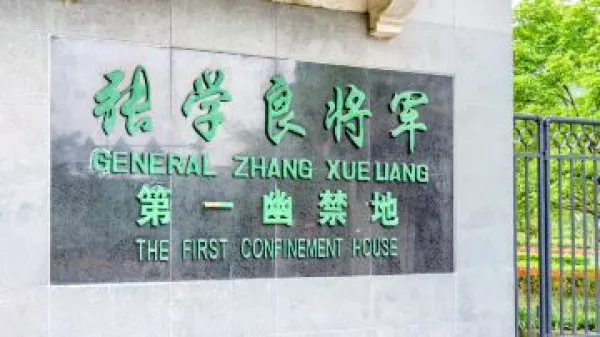 张学良将军
GENERAL ZHANG XUE LIANG
第一幽禁地
THE FIRST CONFINEMENT HOUSE